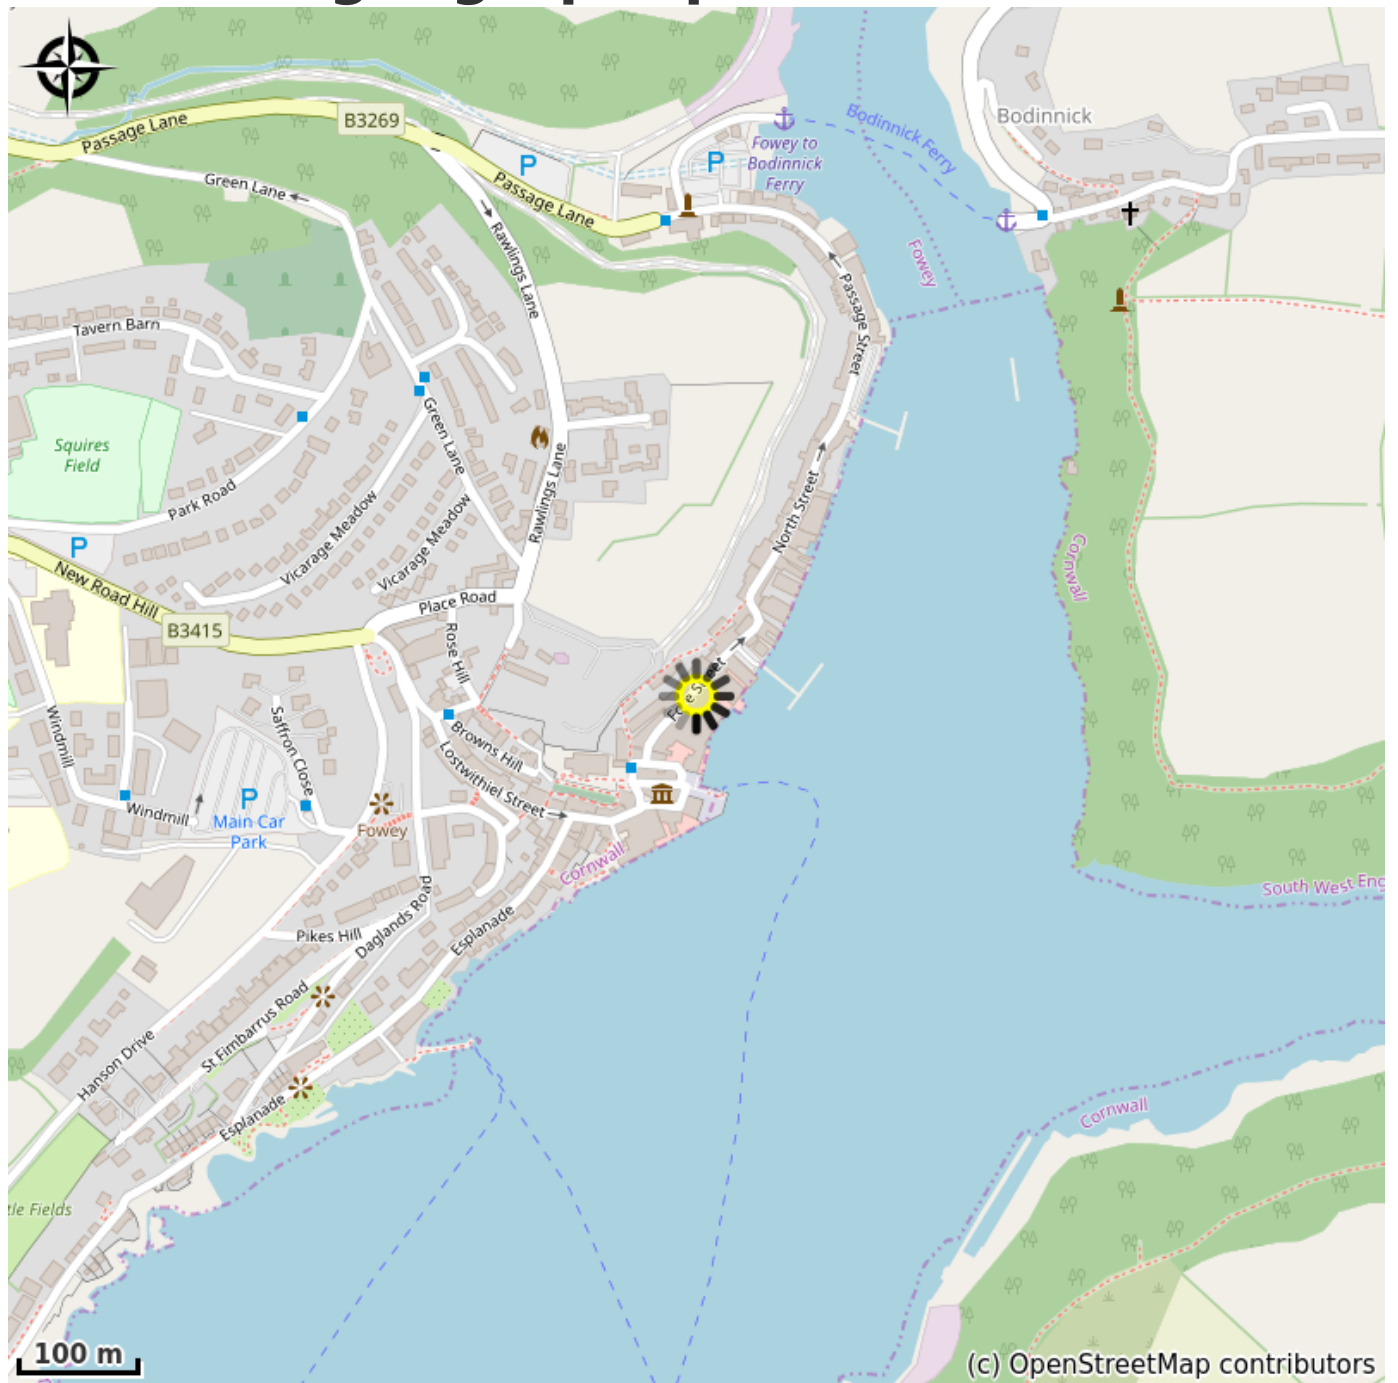 Passage Lane
B3269
Green Lane
P
Passage Lane
P
Fowey to
Bodinnick
Ferry
Bodinnick Ferry
Bodinnick
Fowey
Rawlings Lane
Passage Street
Tavern Barn
Squires
Field
Park Road
Green Lane
Rawlings Lane
North Street
Vicarage Meadow
Vicarage Meadow
P
New Road Hill
B3415
Place Road
Rose Hill
Cornwall
Windmill
Saffron Close
Browns Hill
Lostwithiel Street
P
Main Car
Park
Windmill
Fowey
Cornwall
South West Eng
Pikes Hill
Daglands Road
Esplanade
St Fimbarrus Road
Hanson Drive
Esplanade
Cornwall
tle Fields
100 m
(c) OpenStreetMap contributors